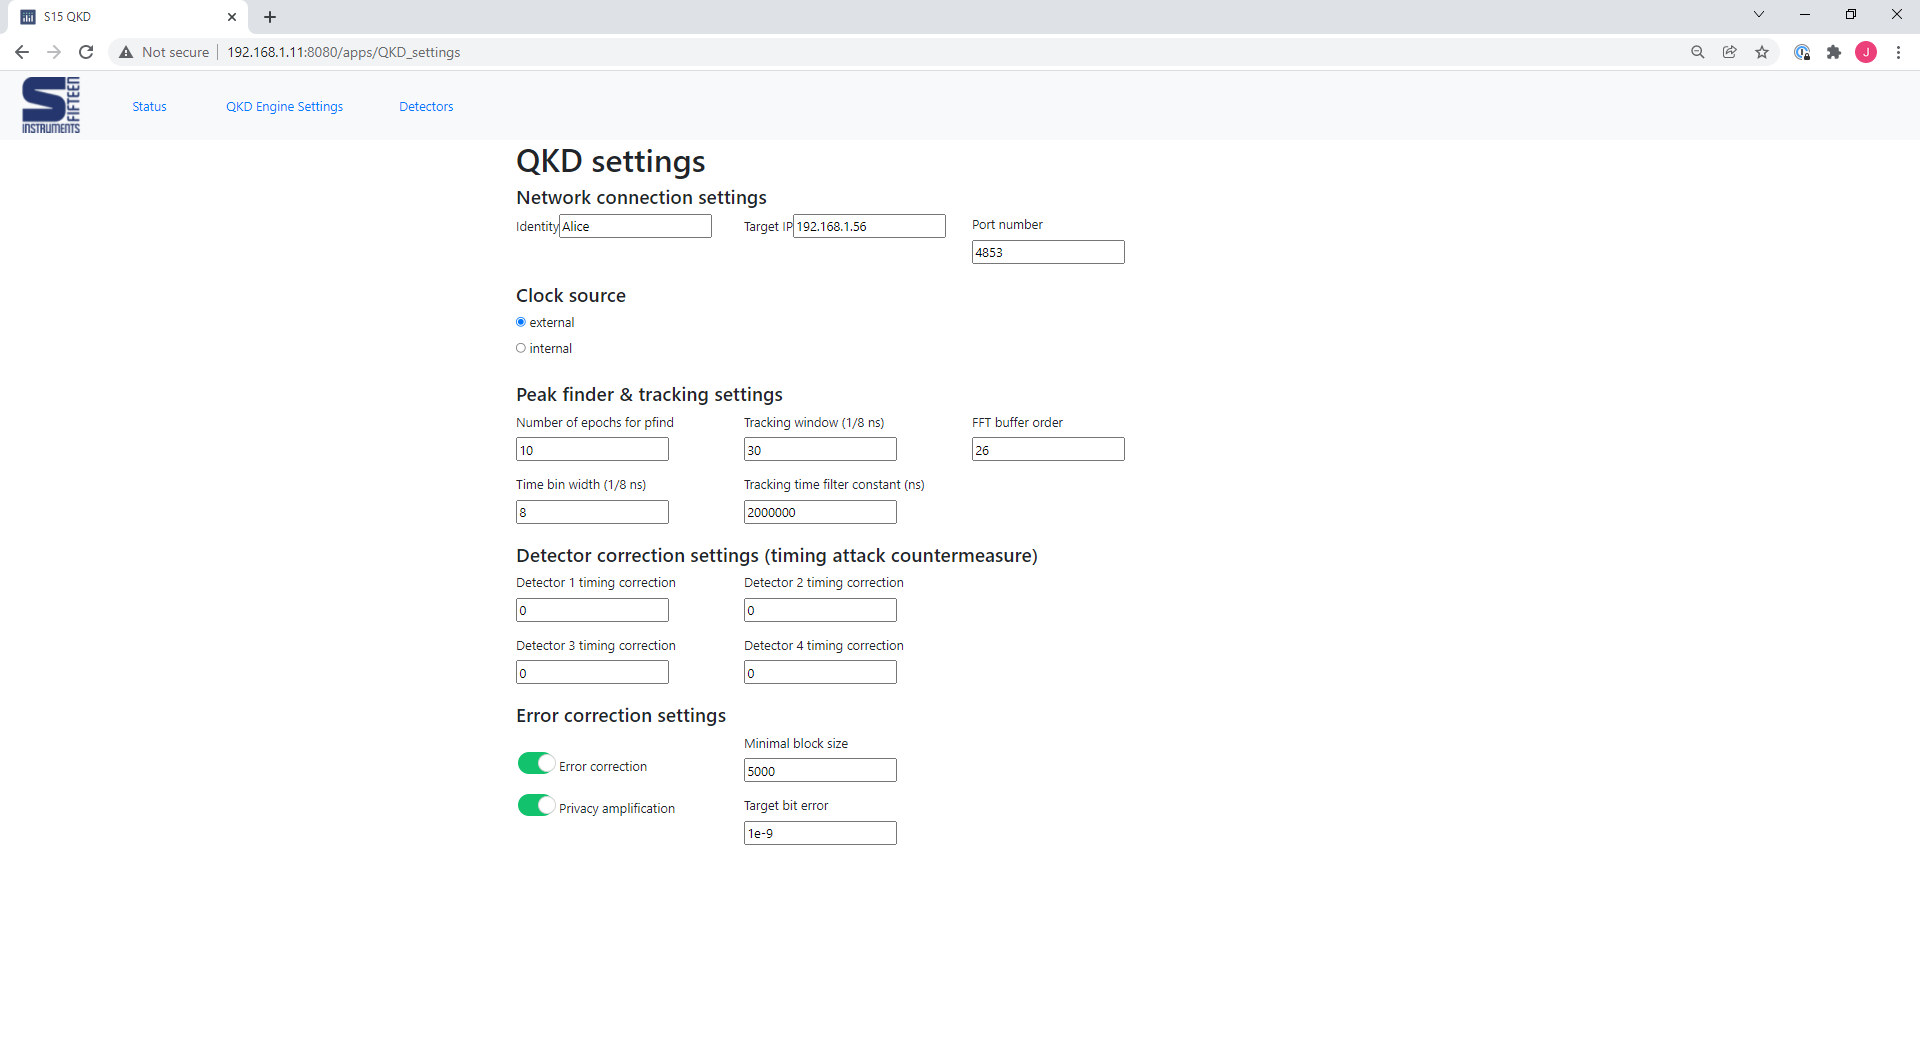 S15 QKD
Not secure
192.168.1.11:8080/apps/QKD_settings
J
S FIFTEEN
INSTRUMENTS
Status
QKD Engine Settings
Detectors
QKD settings
Network connection settings
Identity Alice
Target IP 192.168.1.56
Port number
4853
Clock source
external
internal
Peak finder & tracking settings
Number of epochs for pfind
10
Tracking window (1/8 ns)
30
FFT buffer order
26
Time bin width (1/8 ns)
8
Tracking time filter constant (ns)
2000000
Detector correction settings (timing attack countermeasure)
Detector 1 timing correction
0
Detector 2 timing correction
0
Detector 3 timing correction
0
Detector 4 timing correction
0
Error correction settings
Error correction
Minimal block size
5000
Privacy amplification
Target bit error
1e-9